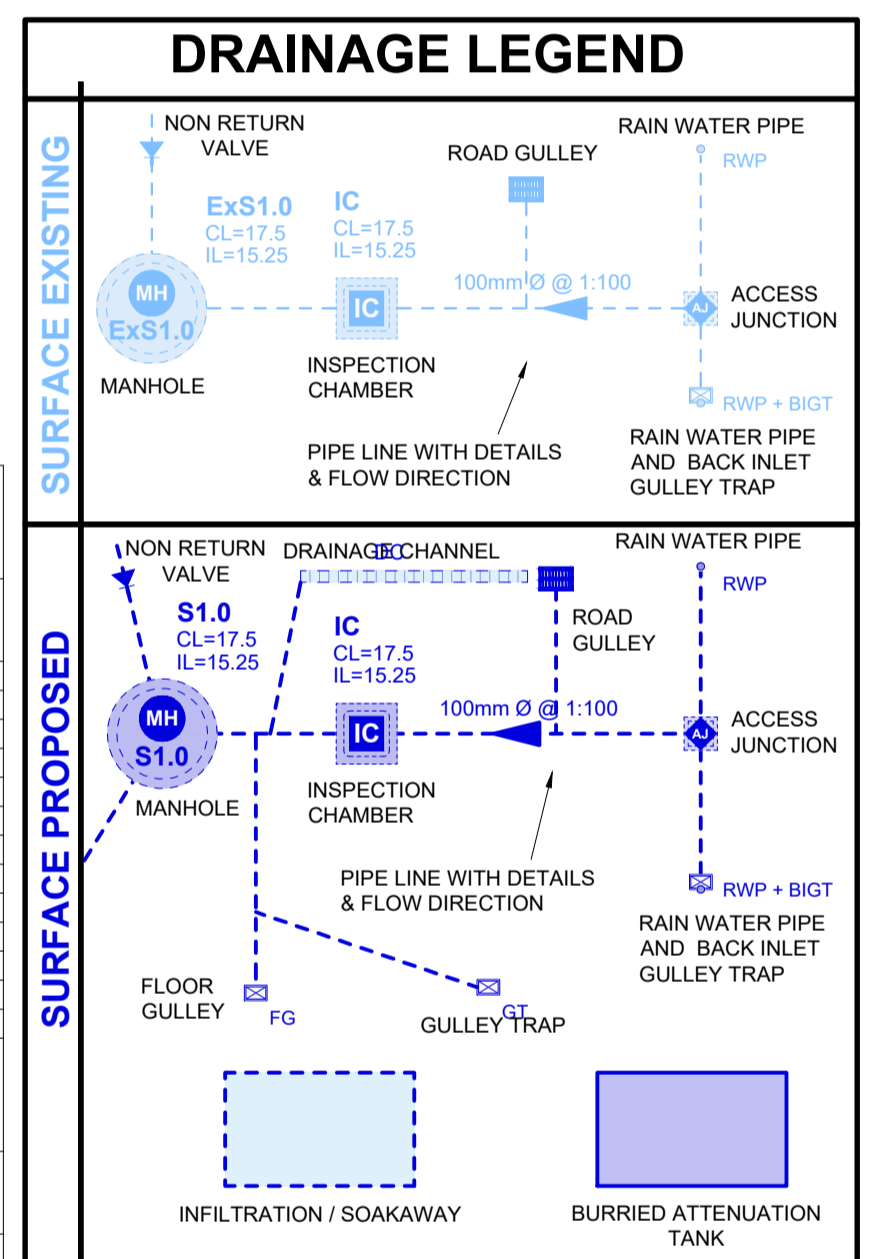 DRAINAGE LEGEND
SURFACE EXISTING
NON RETURN
VALVE
ROAD GULLEY
RAIN WATER PIPE
RWP
ExS1.0
CL=17.5
IL=15.25
IC
CL=17.5
IL=15.25
100mm Ø @ 1:100
MH
ExS1.0
IC
AJ
ACCESS
JUNCTION
MANHOLE
INSPECTION
CHAMBER
RWP + BIGT
PIPE LINE WITH DETAILS
& FLOW DIRECTION
RAIN WATER PIPE
AND BACK INLET
GULLEY TRAP
SURFACE PROPOSED
NON RETURN
VALVE
DRAINAGE CHANNEL
DC
RAIN WATER PIPE
RWP
ROAD
GULLEY
S1.0
CL=17.5
IL=15.25
IC
CL=17.5
IL=15.25
100mm Ø @ 1:100
MH
S1.0
IC
AJ
ACCESS
JUNCTION
MANHOLE
INSPECTION
CHAMBER
PIPE LINE WITH DETAILS
& FLOW DIRECTION
RWP + BIGT
RAIN WATER PIPE
AND BACK INLET
GULLEY TRAP
FLOOR
GULLEY
FG
GT
GULLEY TRAP
INFILTRATION / SOAKAWAY
BURRIED ATTENUATION
TANK